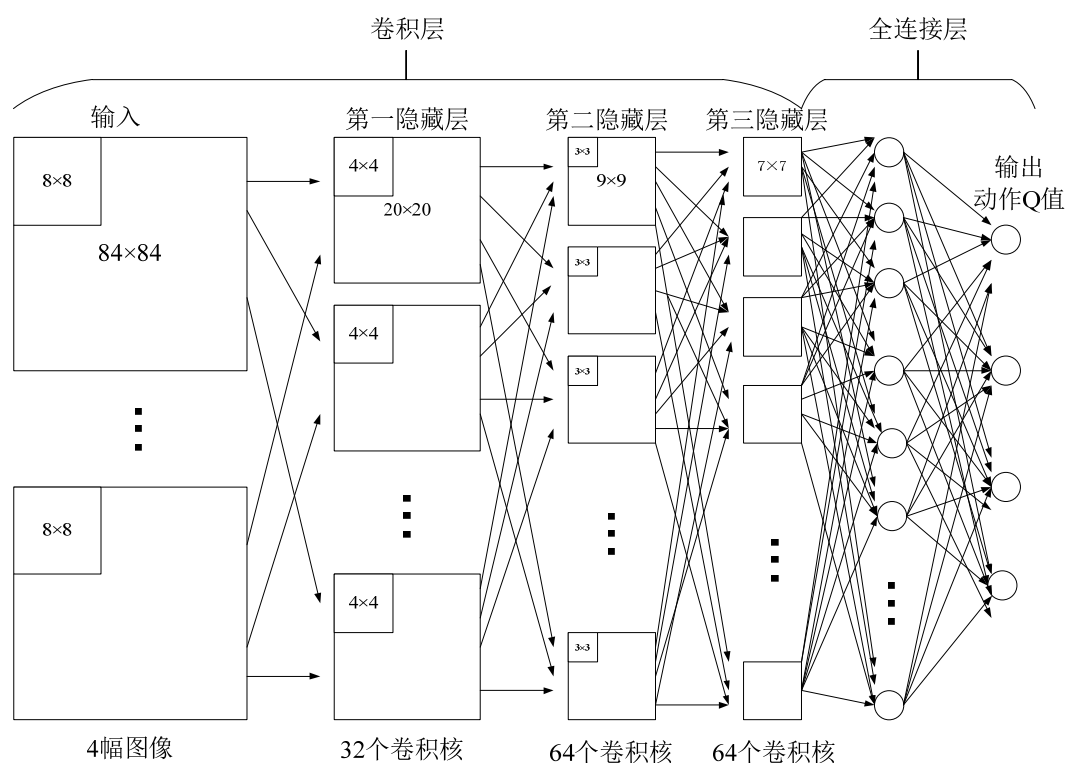 卷积层
全连接层
输入
第一隐藏层
第二隐藏层
第三隐藏层
8×8
84×84
8×8
4×4
20×20
4×4
4×4
3×3
9×9
3×3
3×3
3×3
7×7
输出
动作Q值
4幅图像
32个卷积核
64个卷积核
64个卷积核